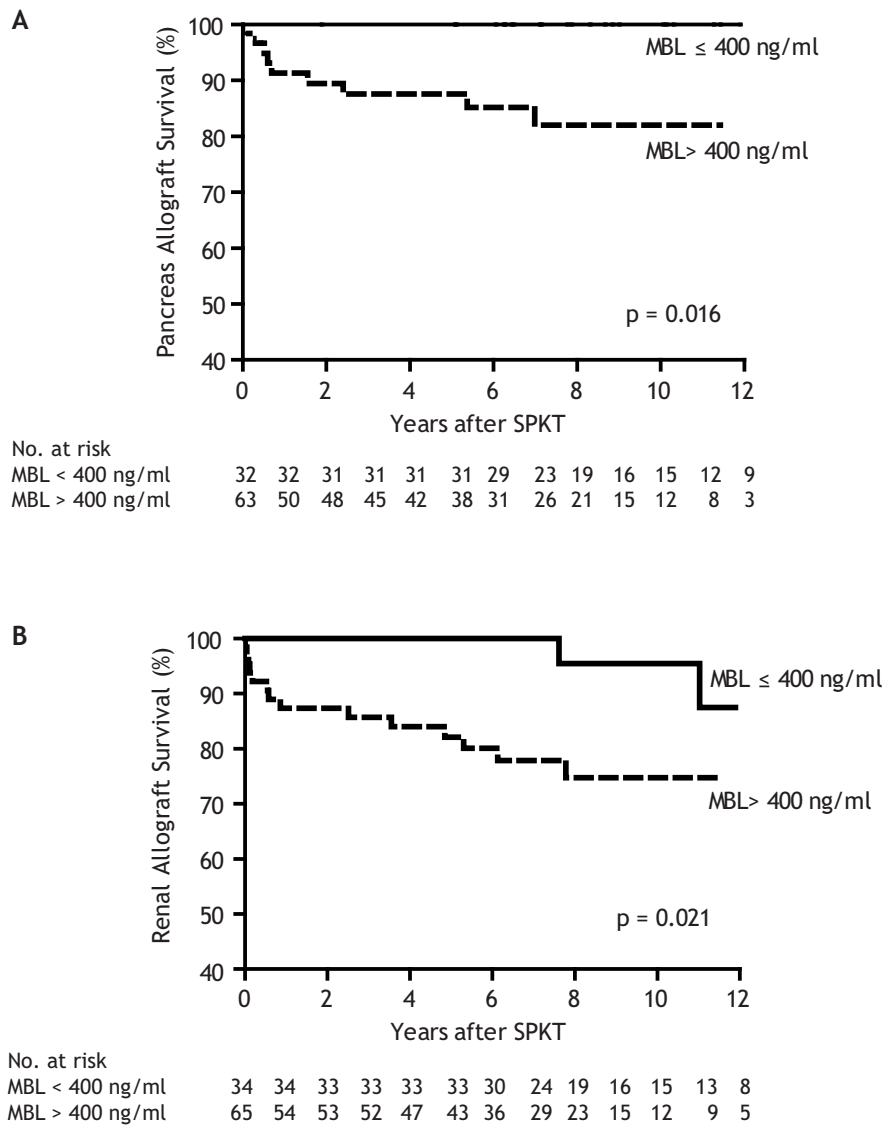 A
Pancreas Allograft Survival (%)
100
90
80
70
60
50
40
MBL ≤ 400 ng/ml
MBL> 400 ng/ml
p = 0.016
0 2 4 6 8 10 12
Years after SPKT
No. at risk
MBL < 400 ng/ml 32 32 31 31 31 31 29 23 19 16 15 12 9
MBL > 400 ng/ml 63 50 48 45 42 38 31 26 21 15 12 8 3
B
Renal Allograft Survival (%)
100
90
80
70
60
50
40
MBL ≤ 400 ng/ml
MBL> 400 ng/ml
p = 0.021
0 2 4 6 8 10 12
Years after SPKT
No. at risk
MBL < 400 ng/ml 34 34 33 33 33 33 30 24 19 16 15 13 8
MBL > 400 ng/ml 65 54 53 52 47 43 36 29 23 15 12 9 5